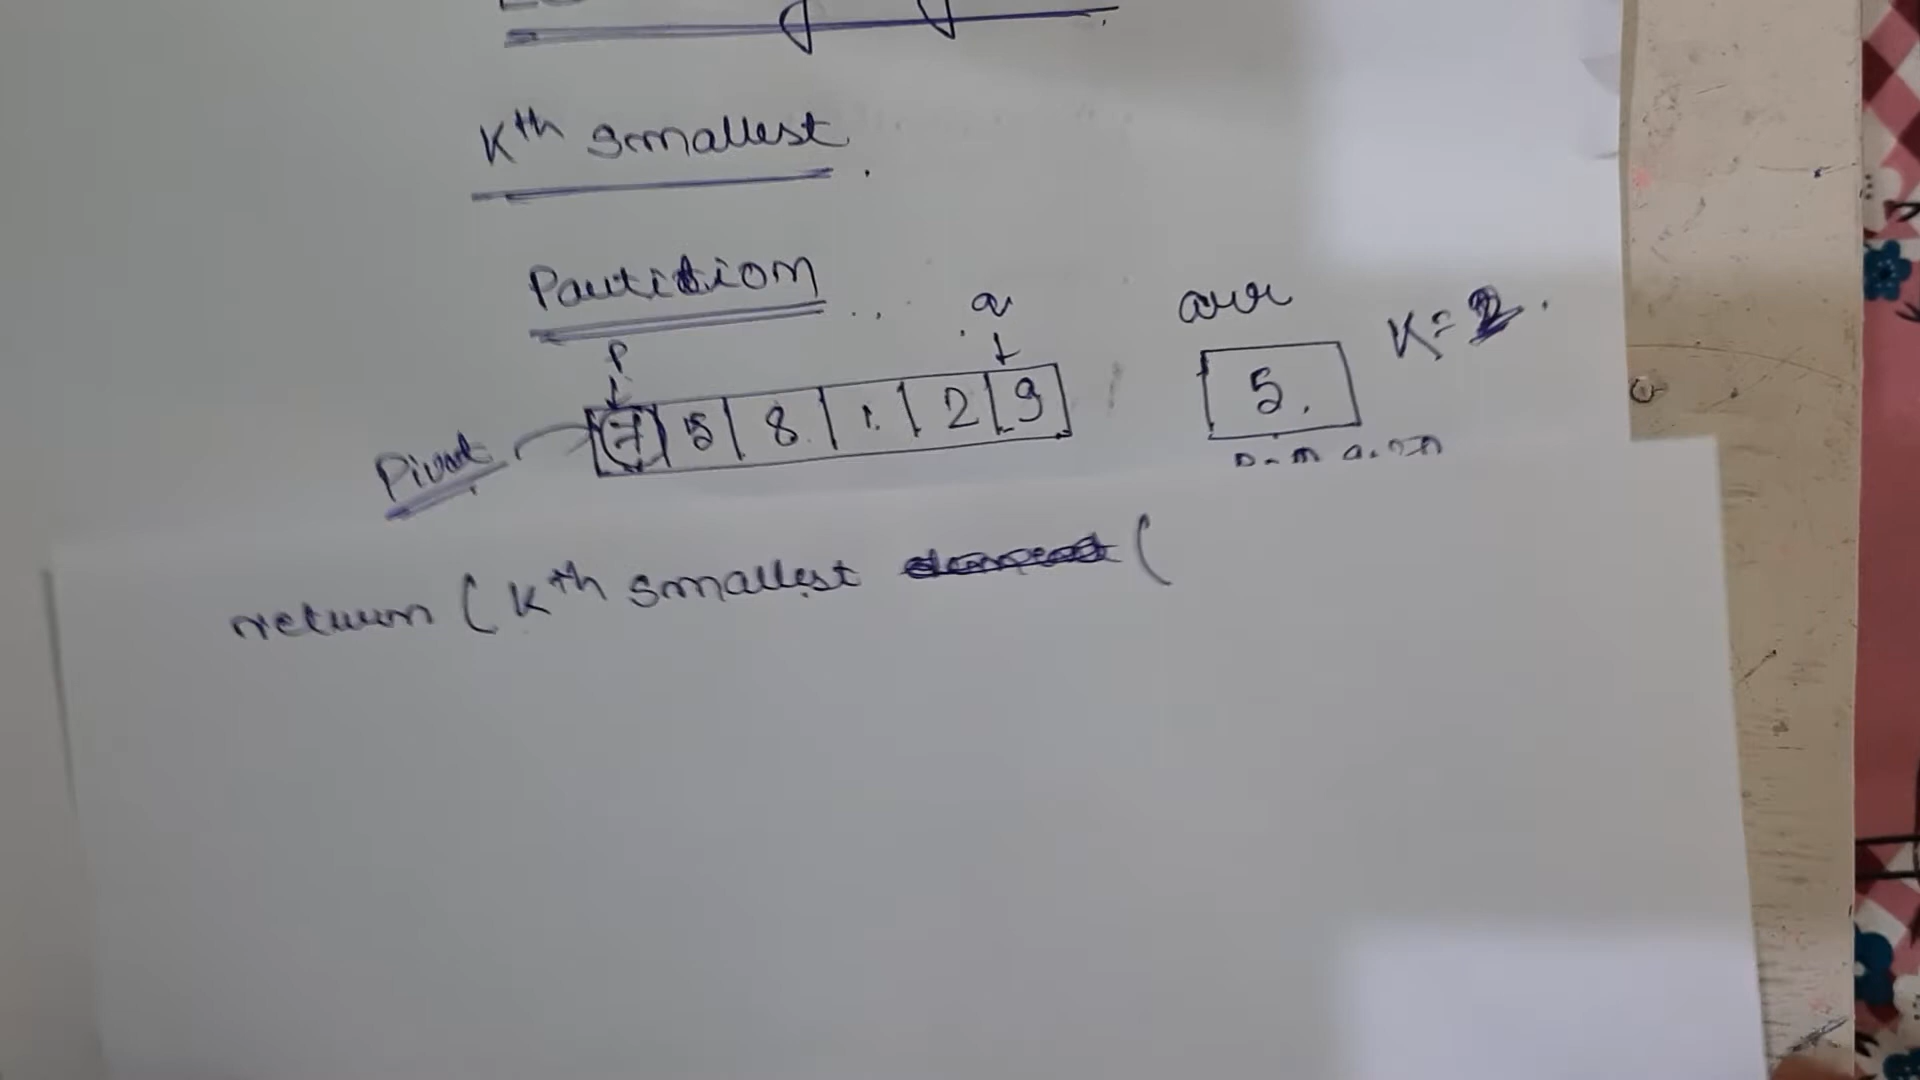 Kth smallest
Partition
P q arr K=2.
7 5 8 1 2 9 5.
Pivot
return (Kth smallest (